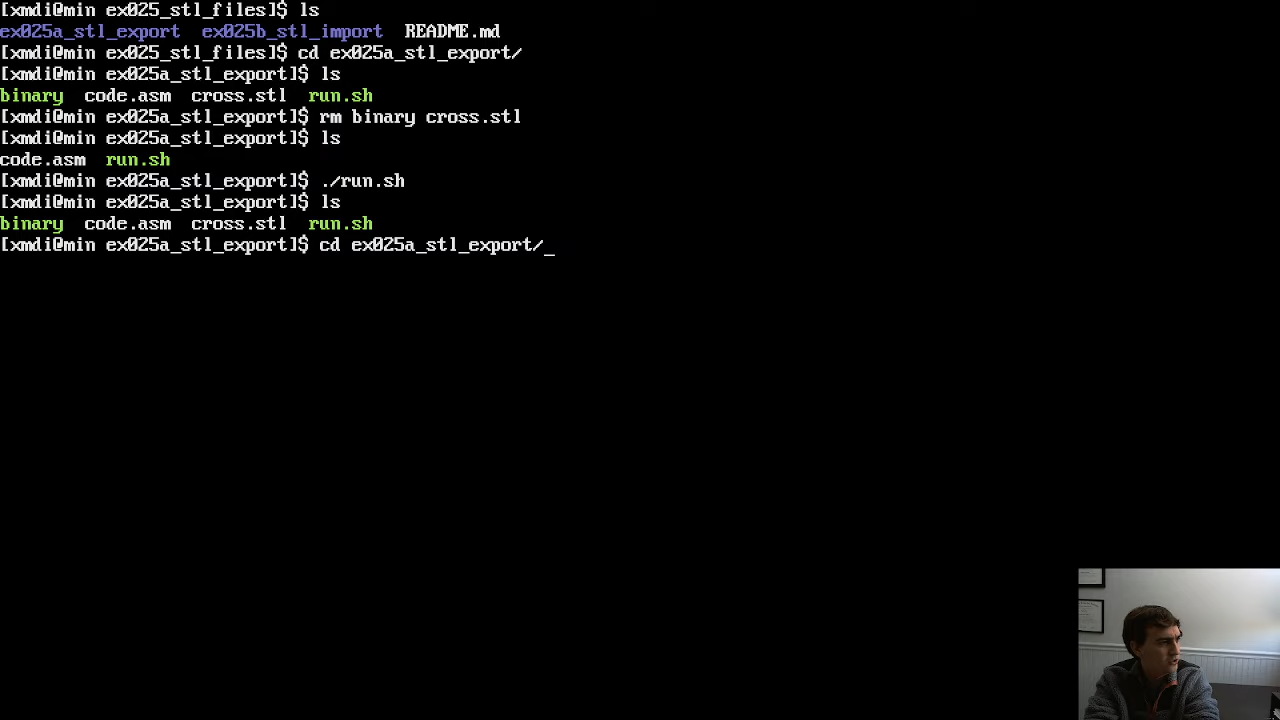 [xmdi@min ex025_stl_files]$ ls
ex025a_stl_export  ex025b_stl_import  README.md
[xmdi@min ex025_stl_files]$ cd ex025a_stl_export/
[xmdi@min ex025a_stl_export]$ ls
binary  code.asm  cross.stl  run.sh
[xmdi@min ex025a_stl_export]$ rm binary cross.stl
[xmdi@min ex025a_stl_export]$ ls
code.asm  run.sh
[xmdi@min ex025a_stl_export]$ ./run.sh
[xmdi@min ex025a_stl_export]$ ls
binary  code.asm  cross.stl  run.sh
[xmdi@min ex025a_stl_export]$ cd ex025a_stl_export/_